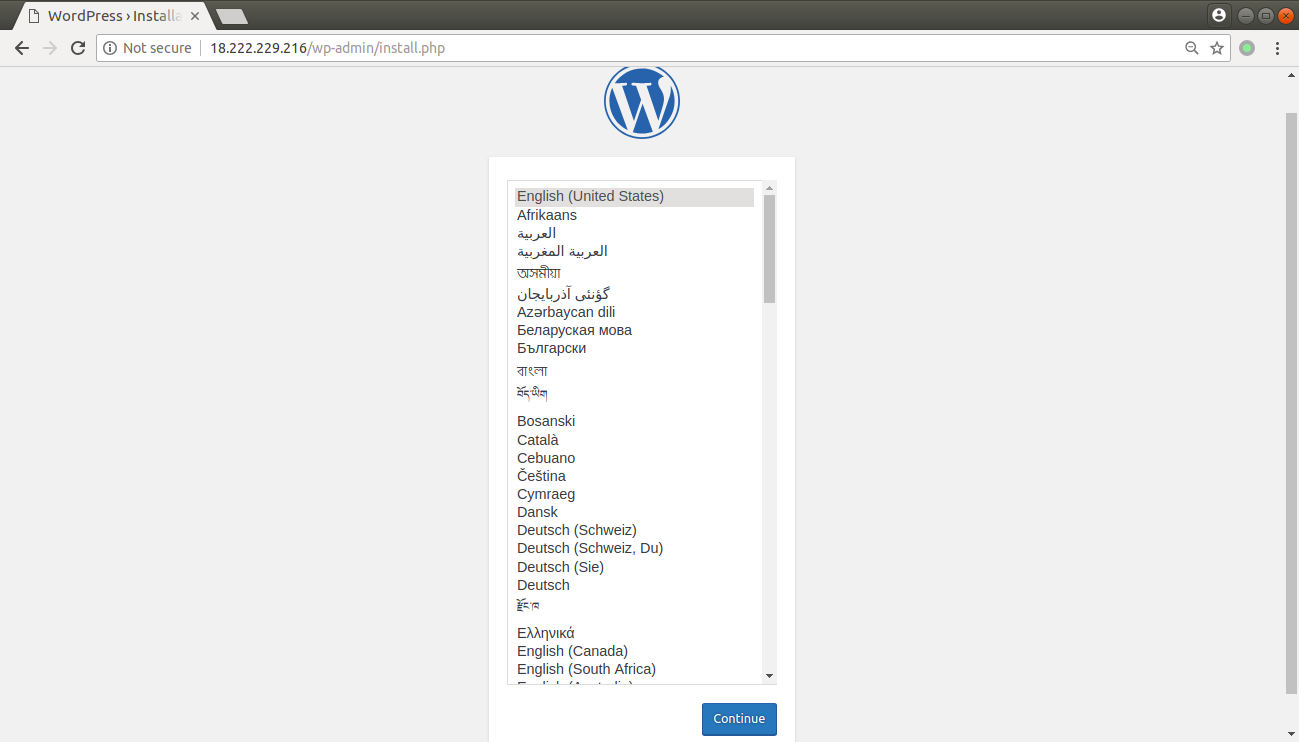 WordPress › Installa
Not secure
18.222.229.216/wp-admin/install.php
English (United States)
Afrikaans
العربية
العربية المغربية
অসমীয়া
گؤنئی آذربایجان
Azərbaycan dili
Беларуская мова
Български
বাংলা
བོད་ཡིག
Bosanski
Català
Cebuano
Čeština
Cymraeg
Dansk
Deutsch (Schweiz)
Deutsch (Schweiz, Du)
Deutsch (Sie)
Deutsch
རྫོང་ཁ
Ελληνικά
English (Canada)
English (South Africa)
English (Australia)
Continue